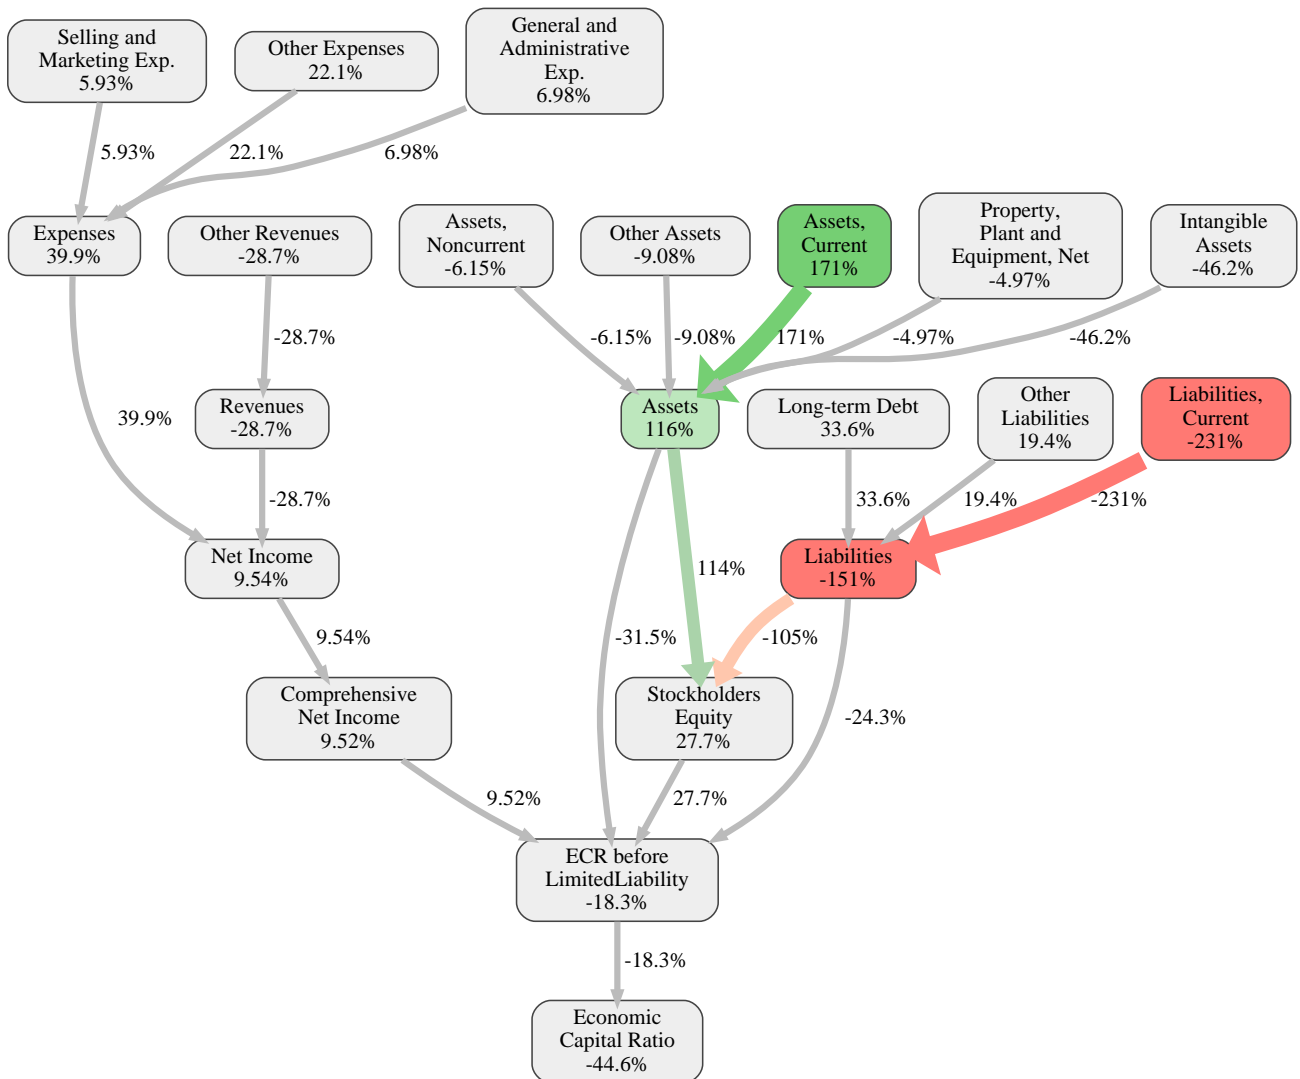 Selling and
Marketing Exp.
5.93%
Other Expenses
22.1%
General and
Administrative
Exp.
6.98%
5.93%
22.1%
6.98%
Expenses
39.9%
Other Revenues
-28.7%
Assets,
Noncurrent
-6.15%
Other Assets
-9.08%
Assets,
Current
171%
Property,
Plant and
Equipment, Net
-4.97%
Intangible
Assets
-46.2%
-28.7%
-6.15%
-9.08%
171%
-4.97%
-46.2%
39.9%
Revenues
-28.7%
Assets
116%
Long-term Debt
33.6%
Other
Liabilities
19.4%
Liabilities,
Current
-231%
-28.7%
33.6%
19.4%
-231%
Net Income
9.54%
Liabilities
-151%
114%
9.54%
-31.5%
-105%
Comprehensive
Net Income
9.52%
Stockholders
Equity
27.7%
-24.3%
9.52%
27.7%
ECR before
LimitedLiability
-18.3%
-18.3%
Economic
Capital Ratio
-44.6%